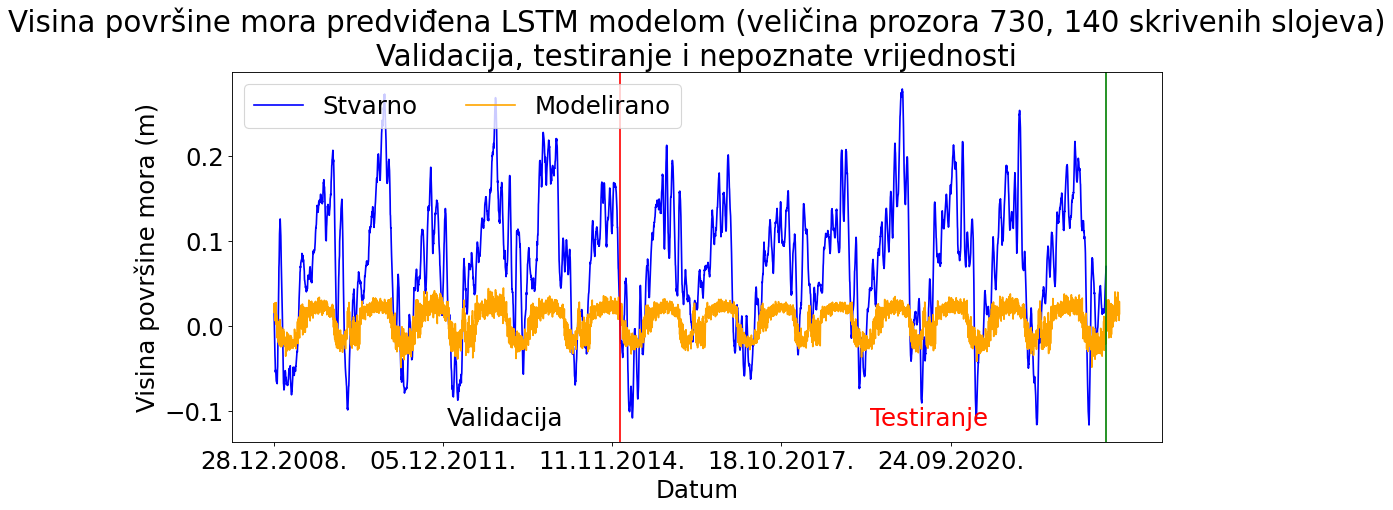 Visina površine mora predviđena LSTM modelom (veličina prozora 730, 140 skrivenih slojeva)
Validacija, testiranje i nepoznate vrijednosti
Stvarno Modelirano
Visina površine mora (m)
0.2
0.1
0.0
−0.1
Validacija Testiranje
28.12.2008. 05.12.2011. 11.11.2014. 18.10.2017. 24.09.2020.
Datum